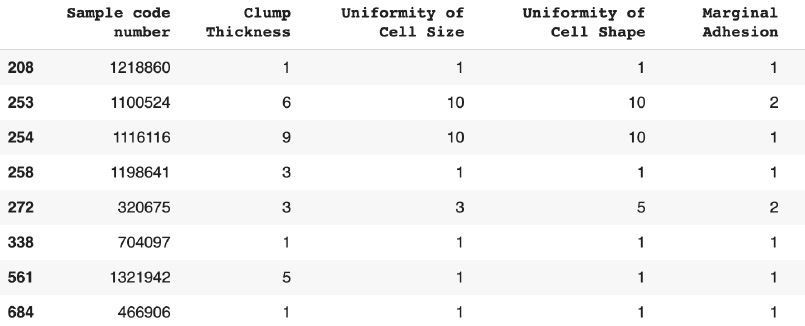 Sample code number Clump Thickness Uniformity of Cell Size Uniformity of Cell Shape Marginal Adhesion
208 1218860 1 1 1 1
253 1100524 6 10 10 2
254 1116116 9 10 10 1
258 1198641 3 1 1 1
272 320675 3 3 5 2
338 704097 1 1 1 1
561 1321942 5 1 1 1
684 466906 1 1 1 1